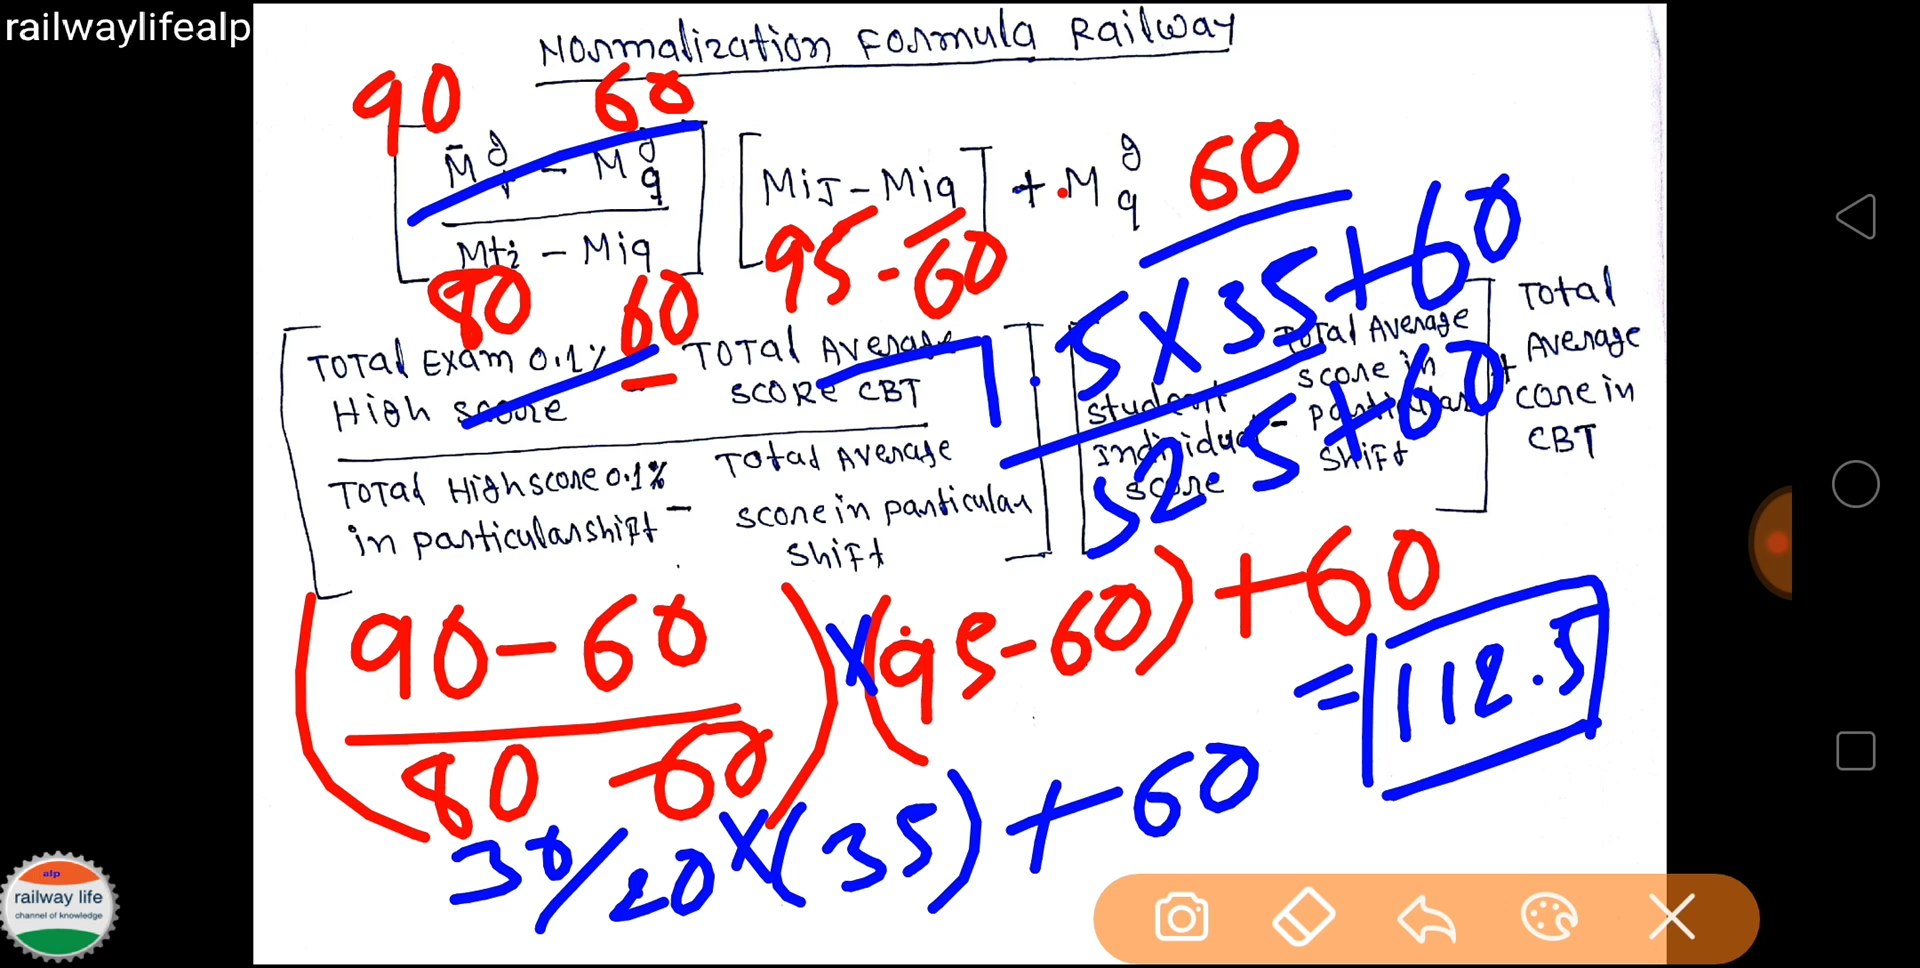 railwaylifealp
Normalization Formula Railway
90 60
M̄ g r - M g q
[Mij - Miq] + M g q 60
Mti - Miq
80 60
95-60
5 X 35 + 60
Total Exam 0.1% High score
Total Average score CBT
Total High score 0.1% in particular shift - Total Average score in particular shift
student individual score - Total Average score in particular shift
+ Total Average core in CBT
52.5+60
(90-60
80-60) X (95-60) + 60
= 112.5
30/20 X (35) + 60
alp
railway life
channel of knowledge